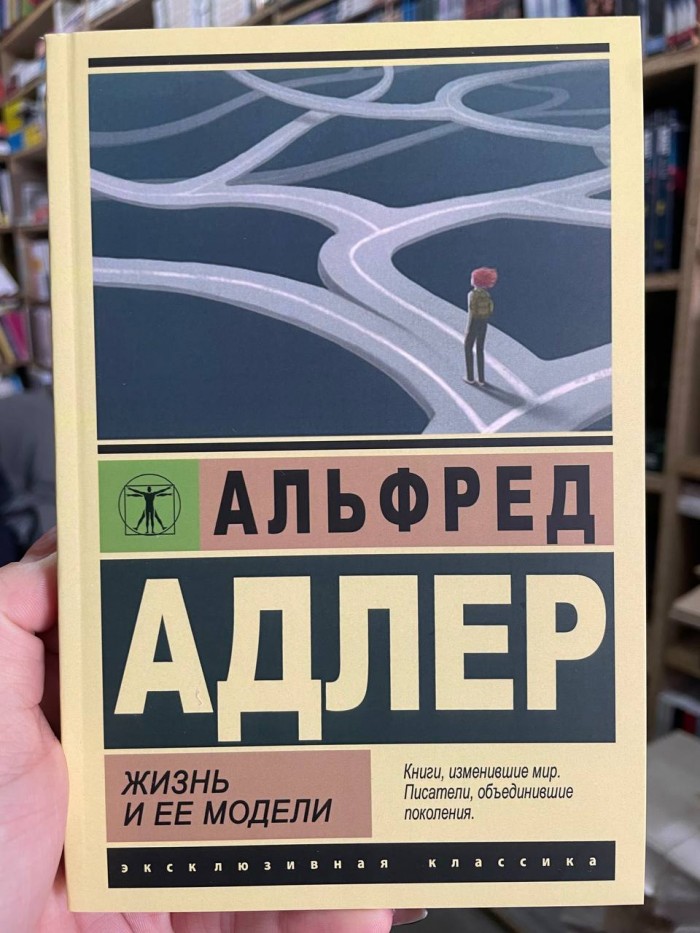 АЛЬФРЕД
АДЛЕР
ЖИЗНЬ
И ЕЕ МОДЕЛИ
Книги, изменившие мир.
Писатели, объединившие
поколения.
эксклюзивная классика